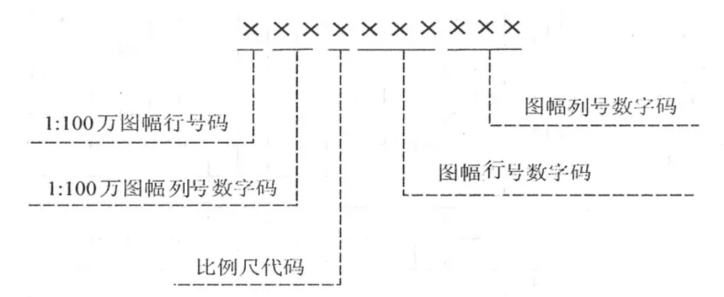 × ×× × ××× ×××
图幅列号数字码
1:100万图幅行号码
图幅行号数字码
1:100万图幅列号数字码
比例尺代码